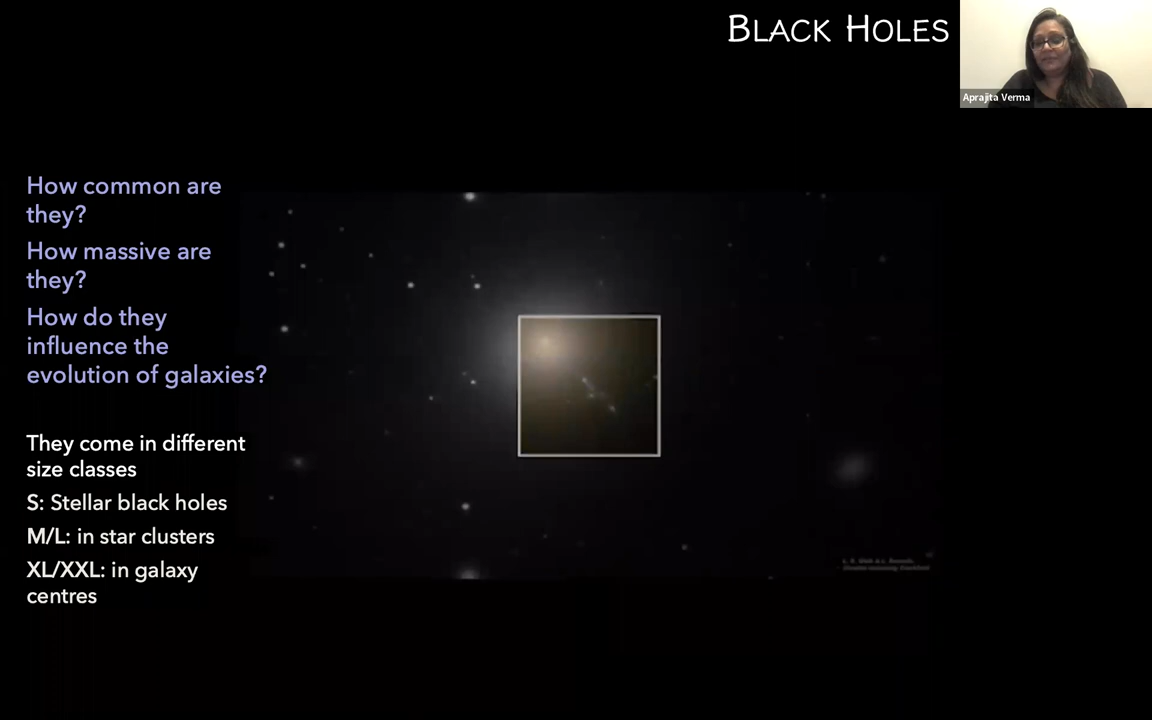 BLACK HOLES
Aprajita Verma
How common are
they?
How massive are
they?
How do they
influence the
evolution of galaxies?
They come in different
size classes
S: Stellar black holes
M/L: in star clusters
XL/XXL: in galaxy
centres